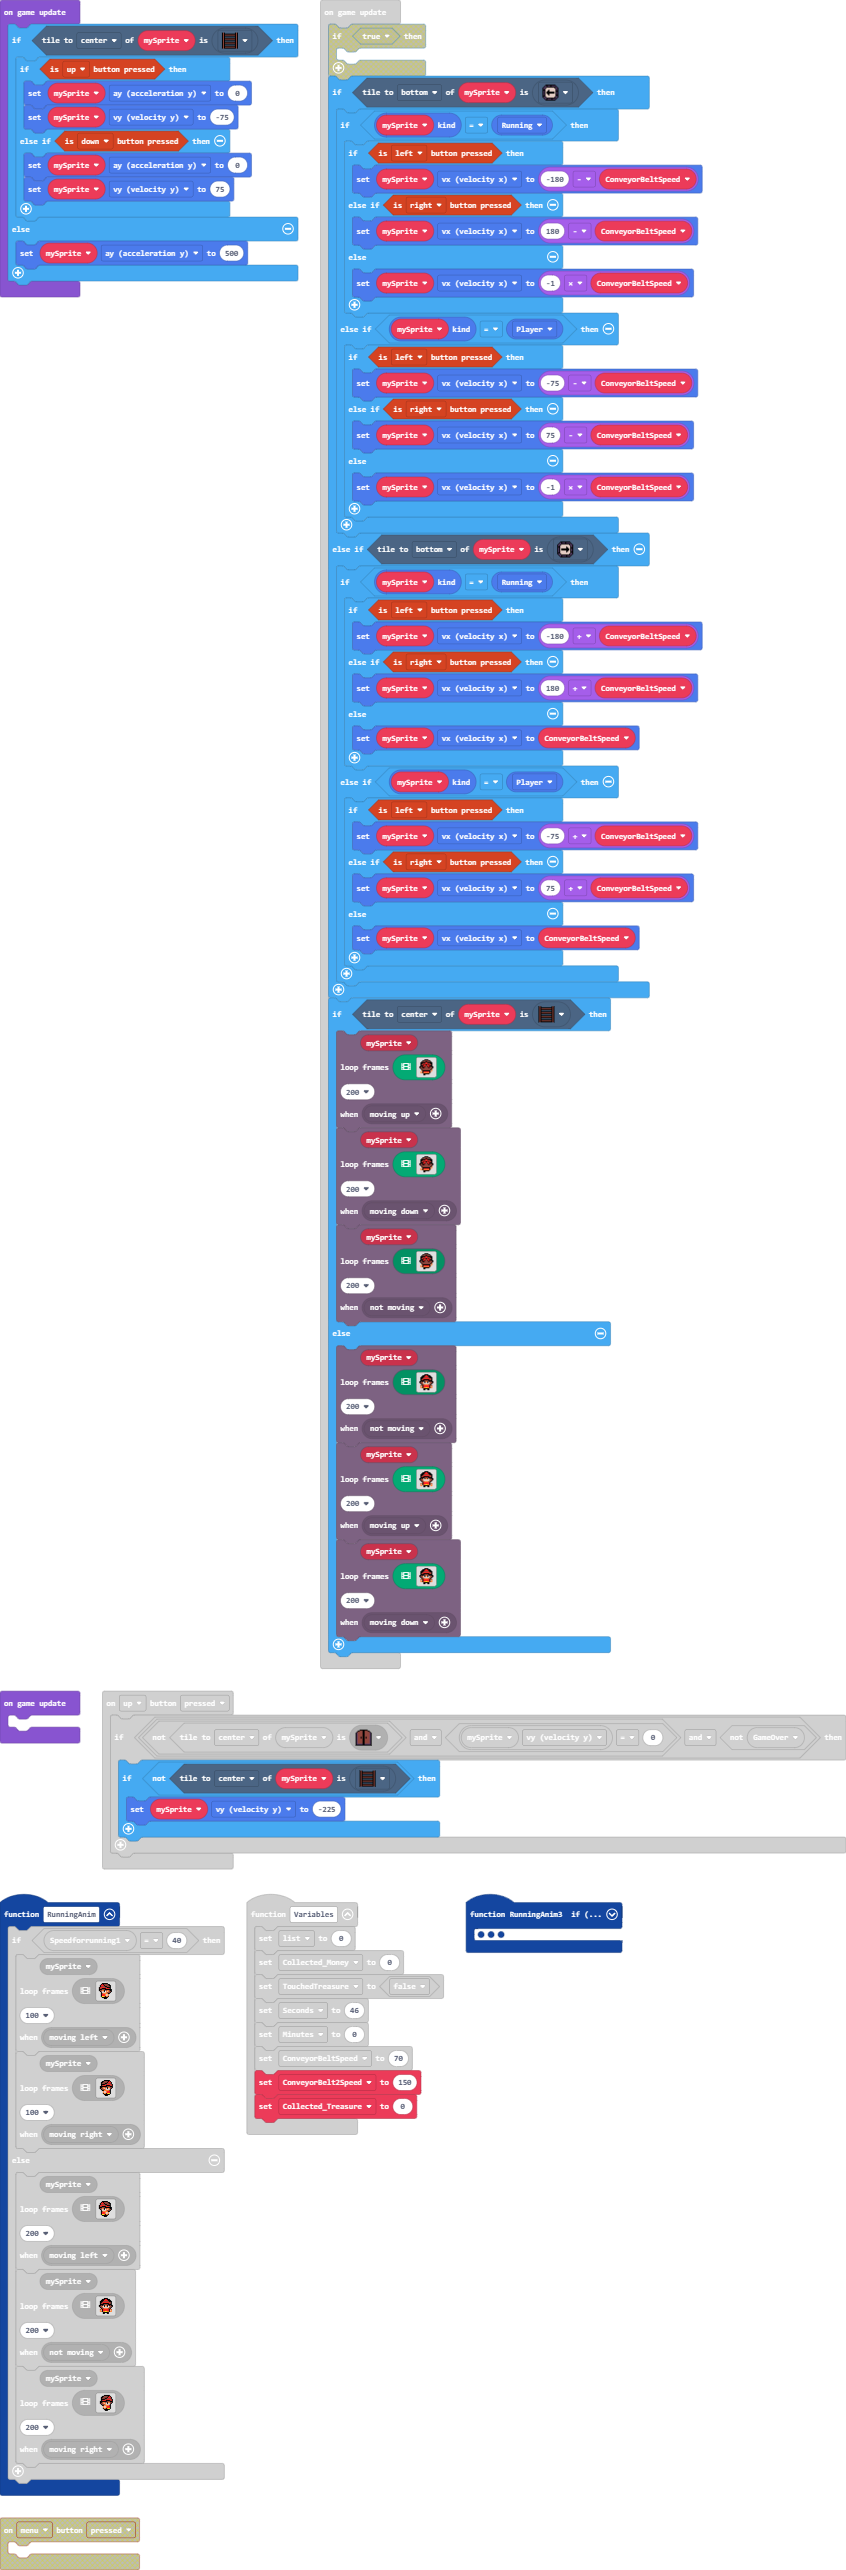 on game update
if tile to center of mySprite is then
if is up button pressed then
set mySprite ay (acceleration y) to 0
set mySprite vy (velocity y) to -75
else if is down button pressed then
set mySprite ay (acceleration y) to 0
set mySprite vy (velocity y) to 75
else
set mySprite ay (acceleration y) to 500
on game update
if true then
if tile to bottom of mySprite is then
if mySprite kind = Running then
if is left button pressed then
set mySprite vx (velocity x) to -180 - ConveyorBeltSpeed
else if is right button pressed then
set mySprite vx (velocity x) to 180 - ConveyorBeltSpeed
else
set mySprite vx (velocity x) to -1 × ConveyorBeltSpeed
else if mySprite kind = Player then
if is left button pressed then
set mySprite vx (velocity x) to -75 - ConveyorBeltSpeed
else if is right button pressed then
set mySprite vx (velocity x) to 75 - ConveyorBeltSpeed
else
set mySprite vx (velocity x) to -1 × ConveyorBeltSpeed
else if tile to bottom of mySprite is then
if mySprite kind = Running then
if is left button pressed then
set mySprite vx (velocity x) to -180 + ConveyorBeltSpeed
else if is right button pressed then
set mySprite vx (velocity x) to 180 + ConveyorBeltSpeed
else
set mySprite vx (velocity x) to ConveyorBeltSpeed
else if mySprite kind = Player then
if is left button pressed then
set mySprite vx (velocity x) to -75 + ConveyorBeltSpeed
else if is right button pressed then
set mySprite vx (velocity x) to 75 + ConveyorBeltSpeed
else
set mySprite vx (velocity x) to ConveyorBeltSpeed
if tile to center of mySprite is then
mySprite
loop frames
200
when moving up
mySprite
loop frames
200
when moving down
mySprite
loop frames
200
when not moving
else
mySprite
loop frames
200
when not moving
mySprite
loop frames
200
when moving up
mySprite
loop frames
200
when moving down
on game update
on up button pressed
if not tile to center of mySprite is and mySprite vy (velocity y) = 0 and not GameOver then
if not tile to center of mySprite is then
set mySprite vy (velocity y) to -225
function RunningAnim
if Speedforrunning1 = 40 then
mySprite
loop frames
100
when moving left
mySprite
loop frames
100
when moving right
else
mySprite
loop frames
200
when moving left
mySprite
loop frames
200
when not moving
mySprite
loop frames
200
when moving right
function Variables
set list to 0
set Collected_Money to 0
set TouchedTreasure to false
set Seconds to 46
set Minutes to 0
set ConveyorBeltSpeed to 70
set ConveyorBelt2Speed to 150
set Collected_Treasure to 0
function RunningAnim3 if (...
on menu button pressed